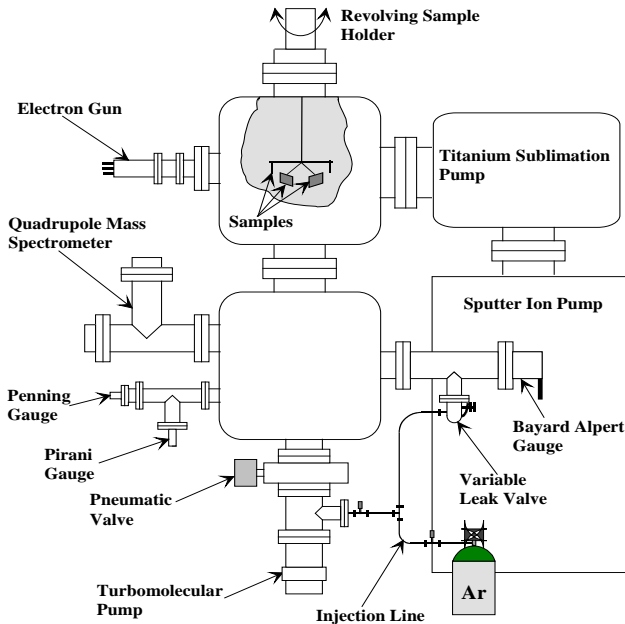 Revolving Sample
Holder
Electron Gun
Titanium Sublimation
Pump
Samples
Quadrupole Mass
Spectrometer
Sputter Ion Pump
Penning
Gauge
Bayard Alpert
Gauge
Pirani
Gauge
Variable
Leak Valve
Pneumatic
Valve
Turbomolecular
Pump
Injection Line
Ar